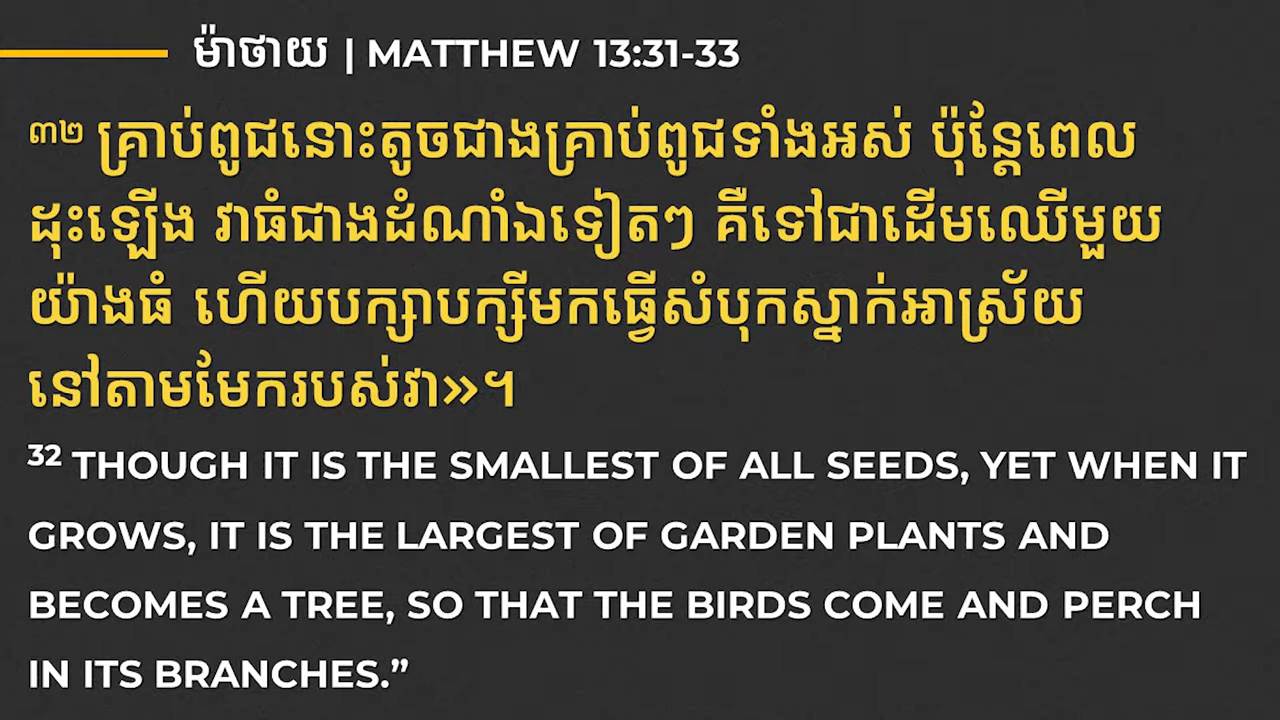 ម៉ាថាយ | MATTHEW 13:31-33
៣២ គ្រាប់ពូជនោះតូចជាងគ្រាប់ពូជទាំងអស់ ប៉ុន្តែពេល
ដុះឡើង វាធំជាងដំណាំឯទៀតៗ គឺទៅជាដើមឈើមួយ
យ៉ាងធំ ហើយបក្សាបក្សីមកធ្វើសំបុកស្នាក់អាស្រ័យ
នៅតាមមែករបស់វា»។
32 THOUGH IT IS THE SMALLEST OF ALL SEEDS, YET WHEN IT
GROWS, IT IS THE LARGEST OF GARDEN PLANTS AND
BECOMES A TREE, SO THAT THE BIRDS COME AND PERCH
IN ITS BRANCHES.”